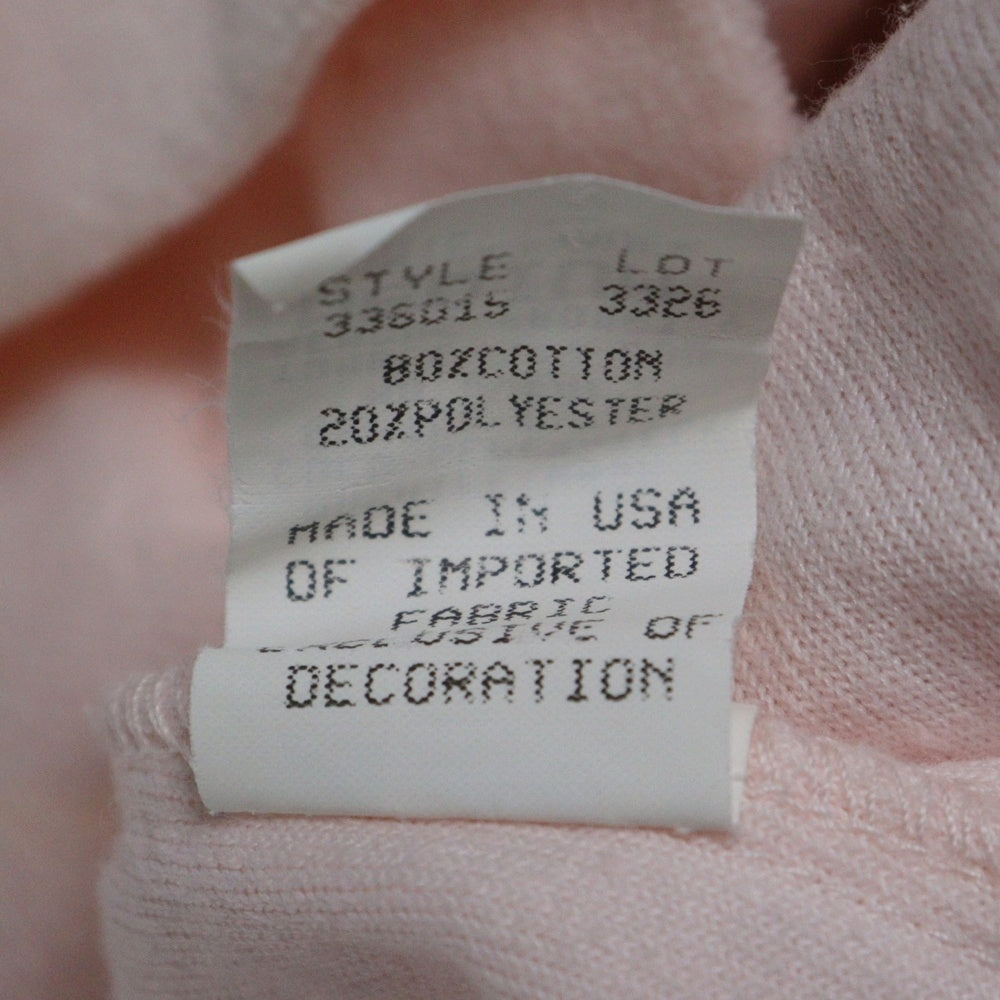 STYLE LOT
336015 3326
80%COTTON
20%POLYESTER
MADE IN USA
OF IMPORTED
FABRIC
EXCLUSIVE OF
DECORATION